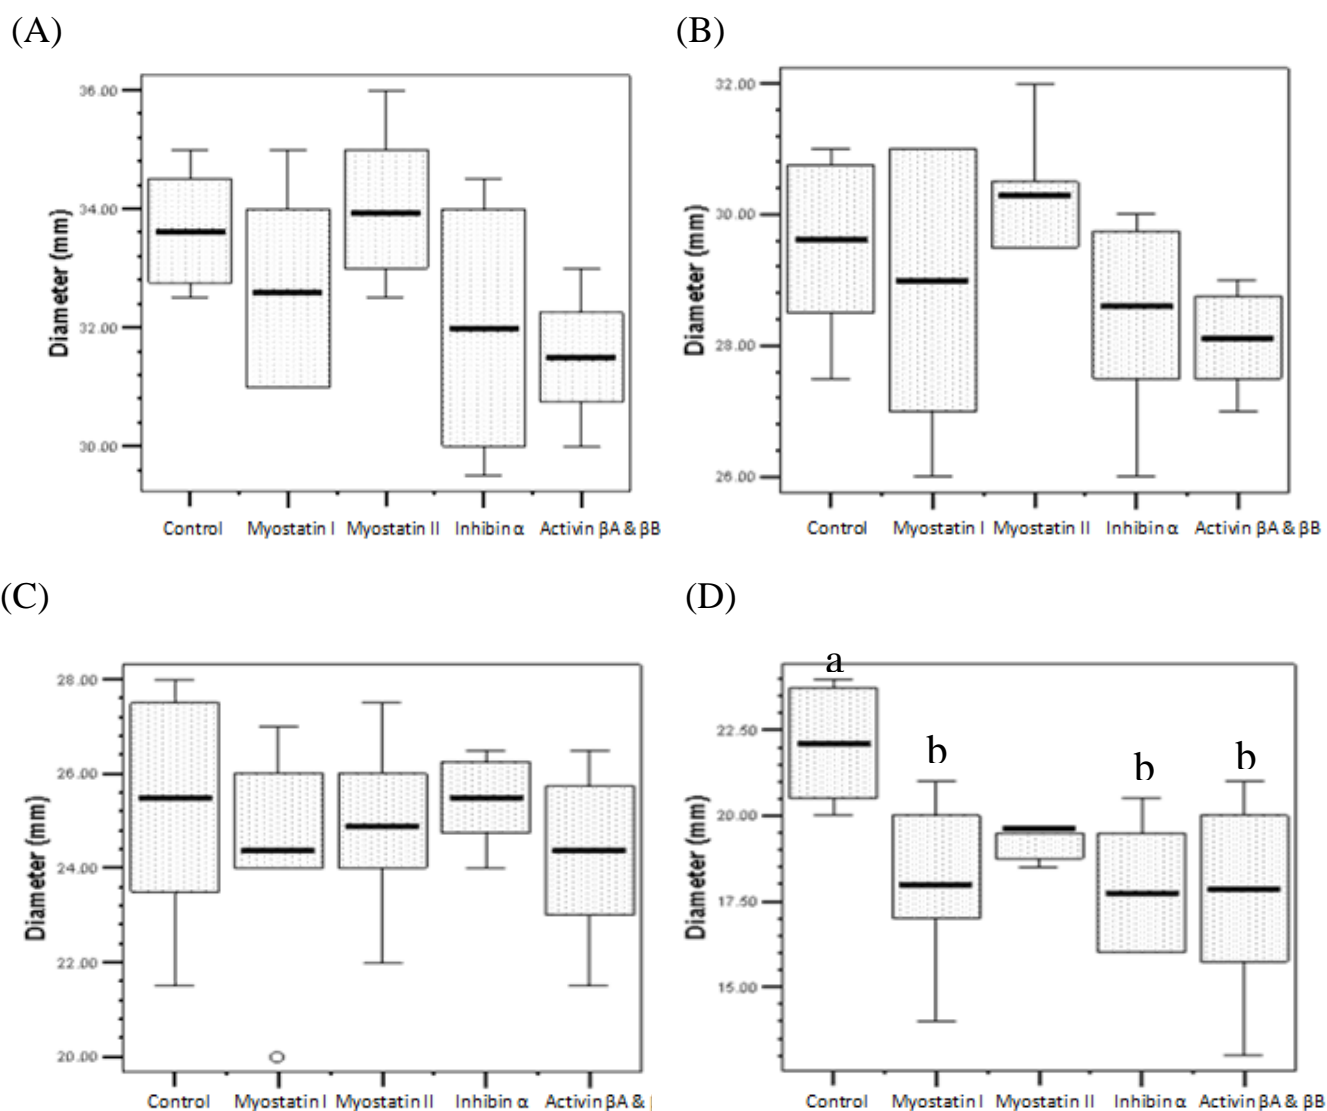 (A)
(B)
36.00
34.00
32.00
30.00
Diameter (mm)
Control Myostatin I Myostatin II Inhibin α Activin βA & βB
32.00
30.00
28.00
26.00
Diameter (mm)
Control Myostatin I Myostatin II Inhibin α Activin βA & βB
(C)
(D)
28.00
26.00
24.00
22.00
20.00
Diameter (mm)
Control Myostatin I Myostatin II Inhibin α Activin βA &
a
b
b
b
22.50
20.00
17.50
15.00
Diameter (mm)
Control Myostatin I Myostatin II Inhibin α Activin βA & βB